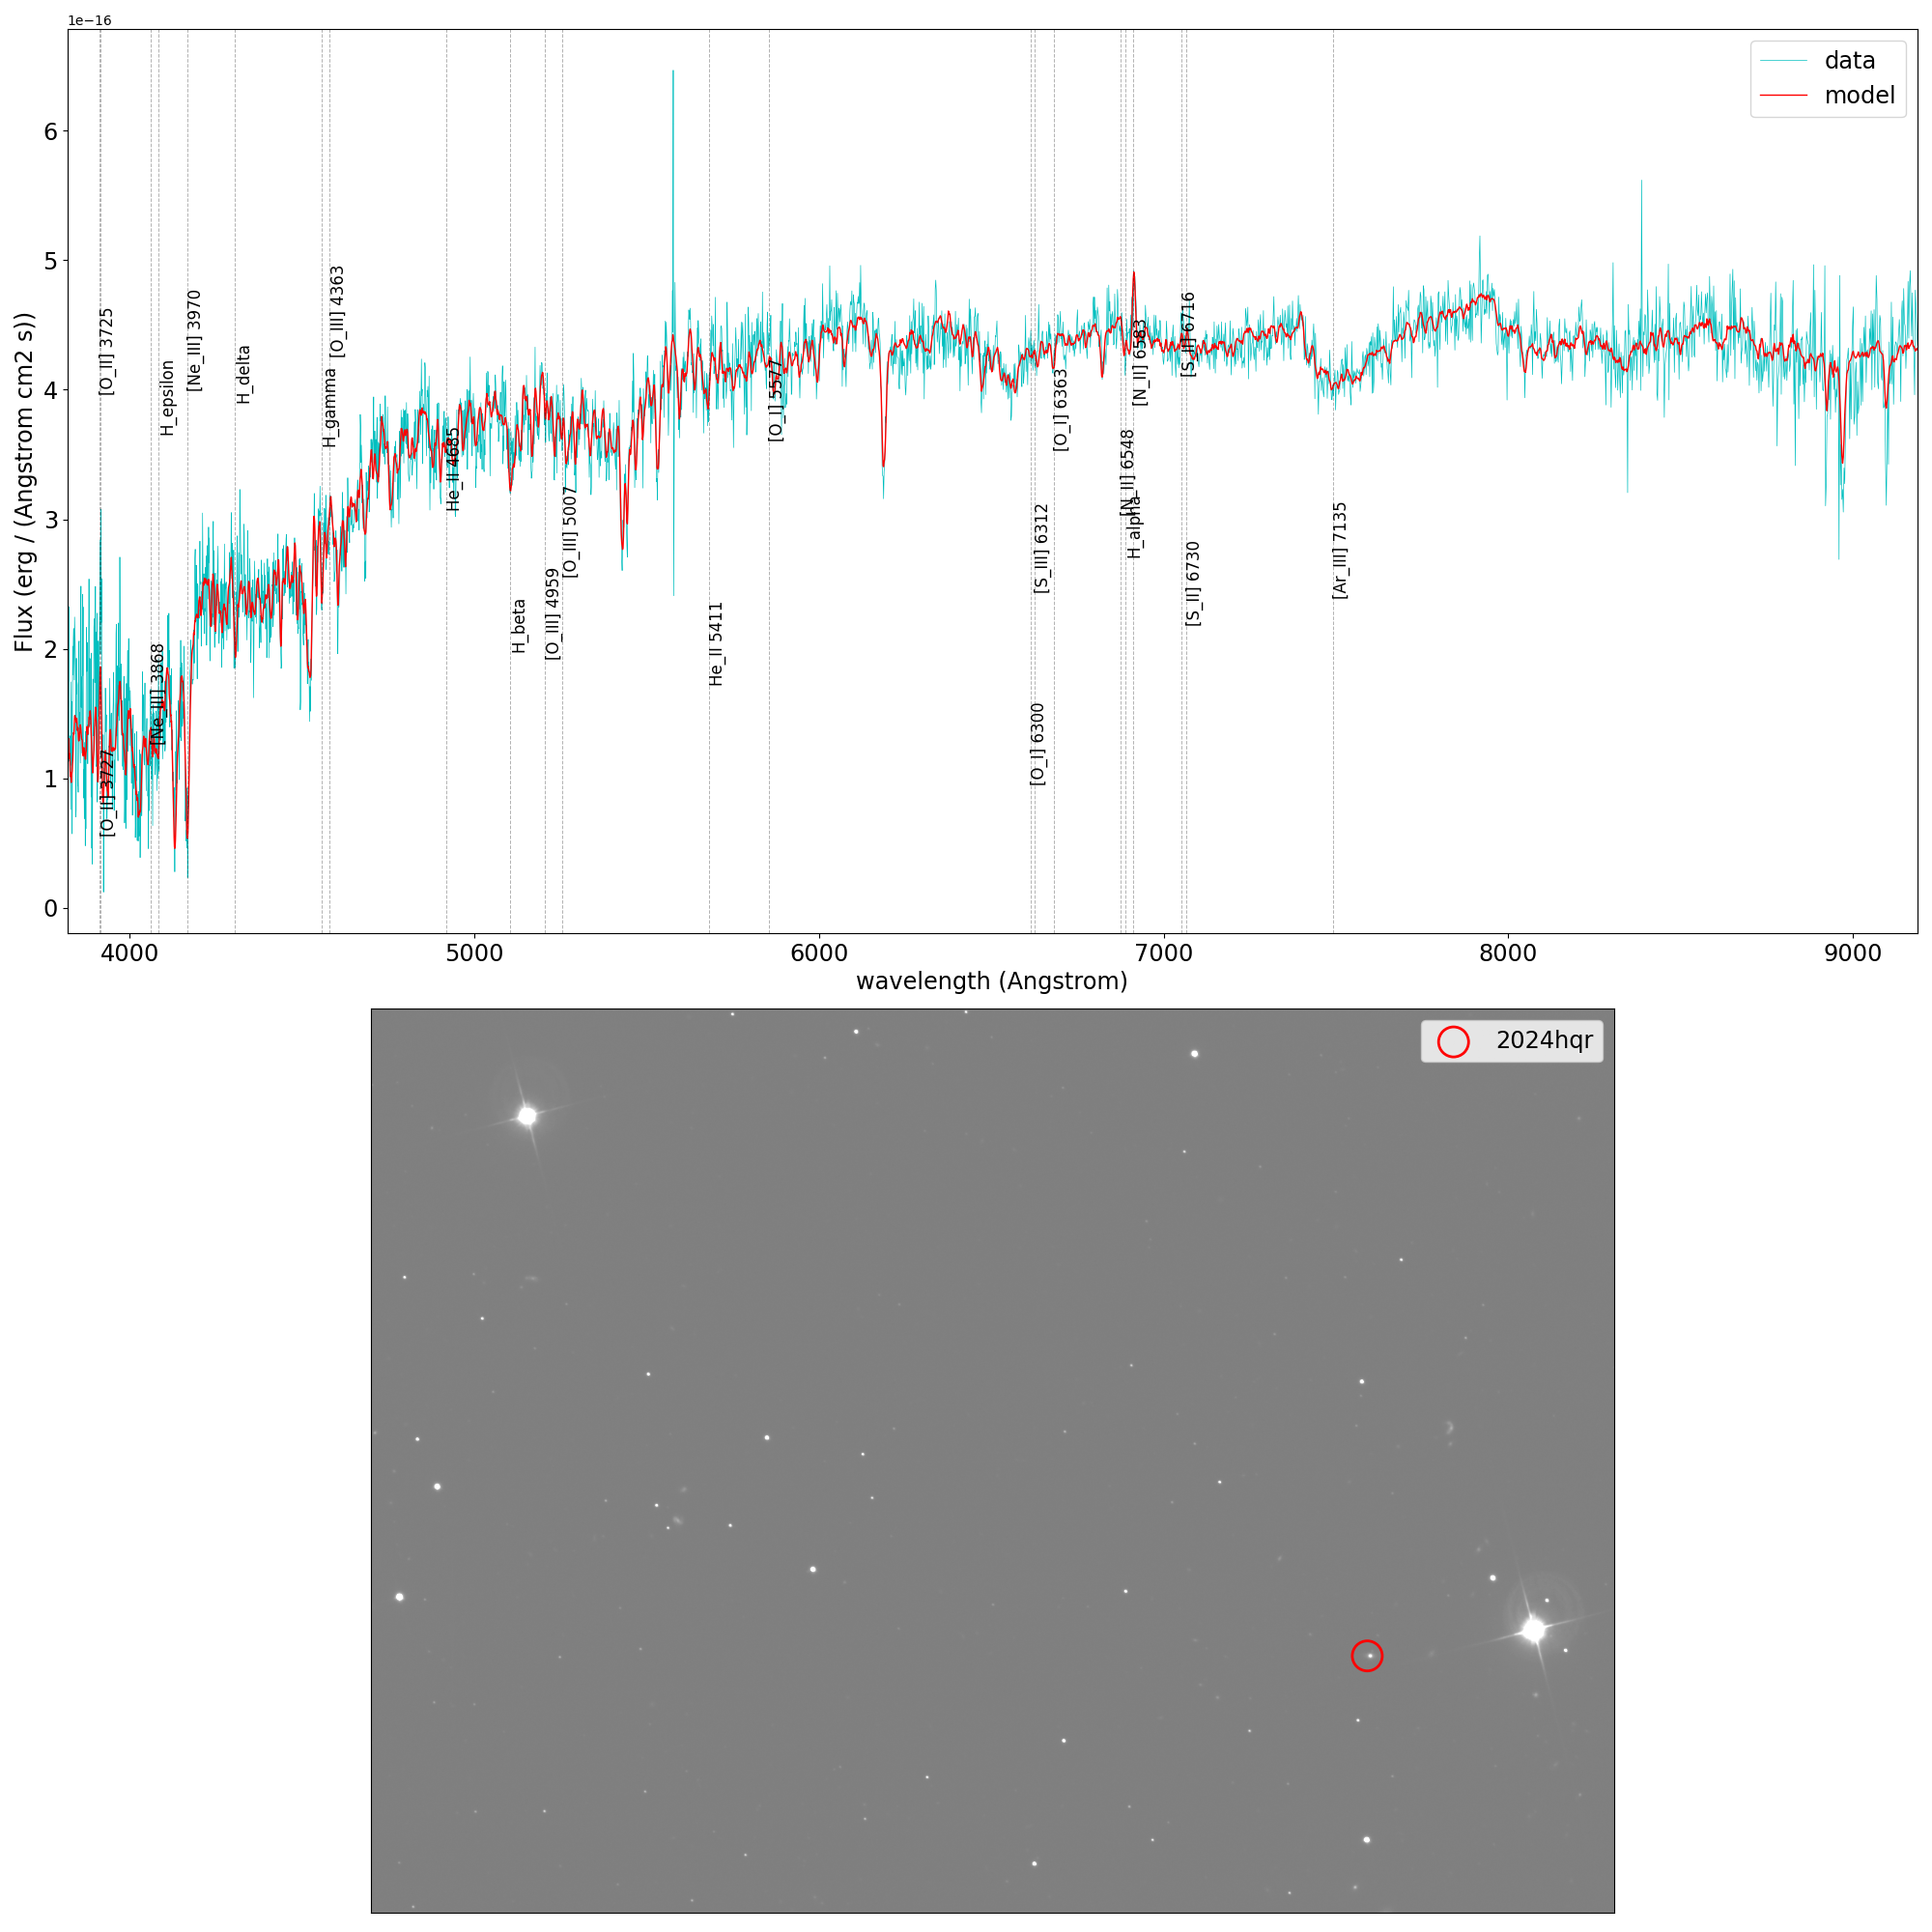 1e−16
data
model
Flux (erg / (Angstrom cm2 s))
6
5
4
3
2
1
0
[O_II] 3725
[O_II] 3727
H_epsilon
[Ne_III] 3868
[Ne_III] 3970
H_delta
H_gamma
[O_III] 4363
He_II 4685
H_beta
[O_III] 4959
[O_III] 5007
He_II 5411
[O_I] 5577
[O_I] 6300
[S_III] 6312
[O_I] 6363
[N_II] 6548
H_alpha
[N_II] 6583
[S_II] 6716
[S_II] 6730
[Ar_III] 7135
4000
5000
6000
7000
8000
9000
wavelength (Angstrom)
2024hqr